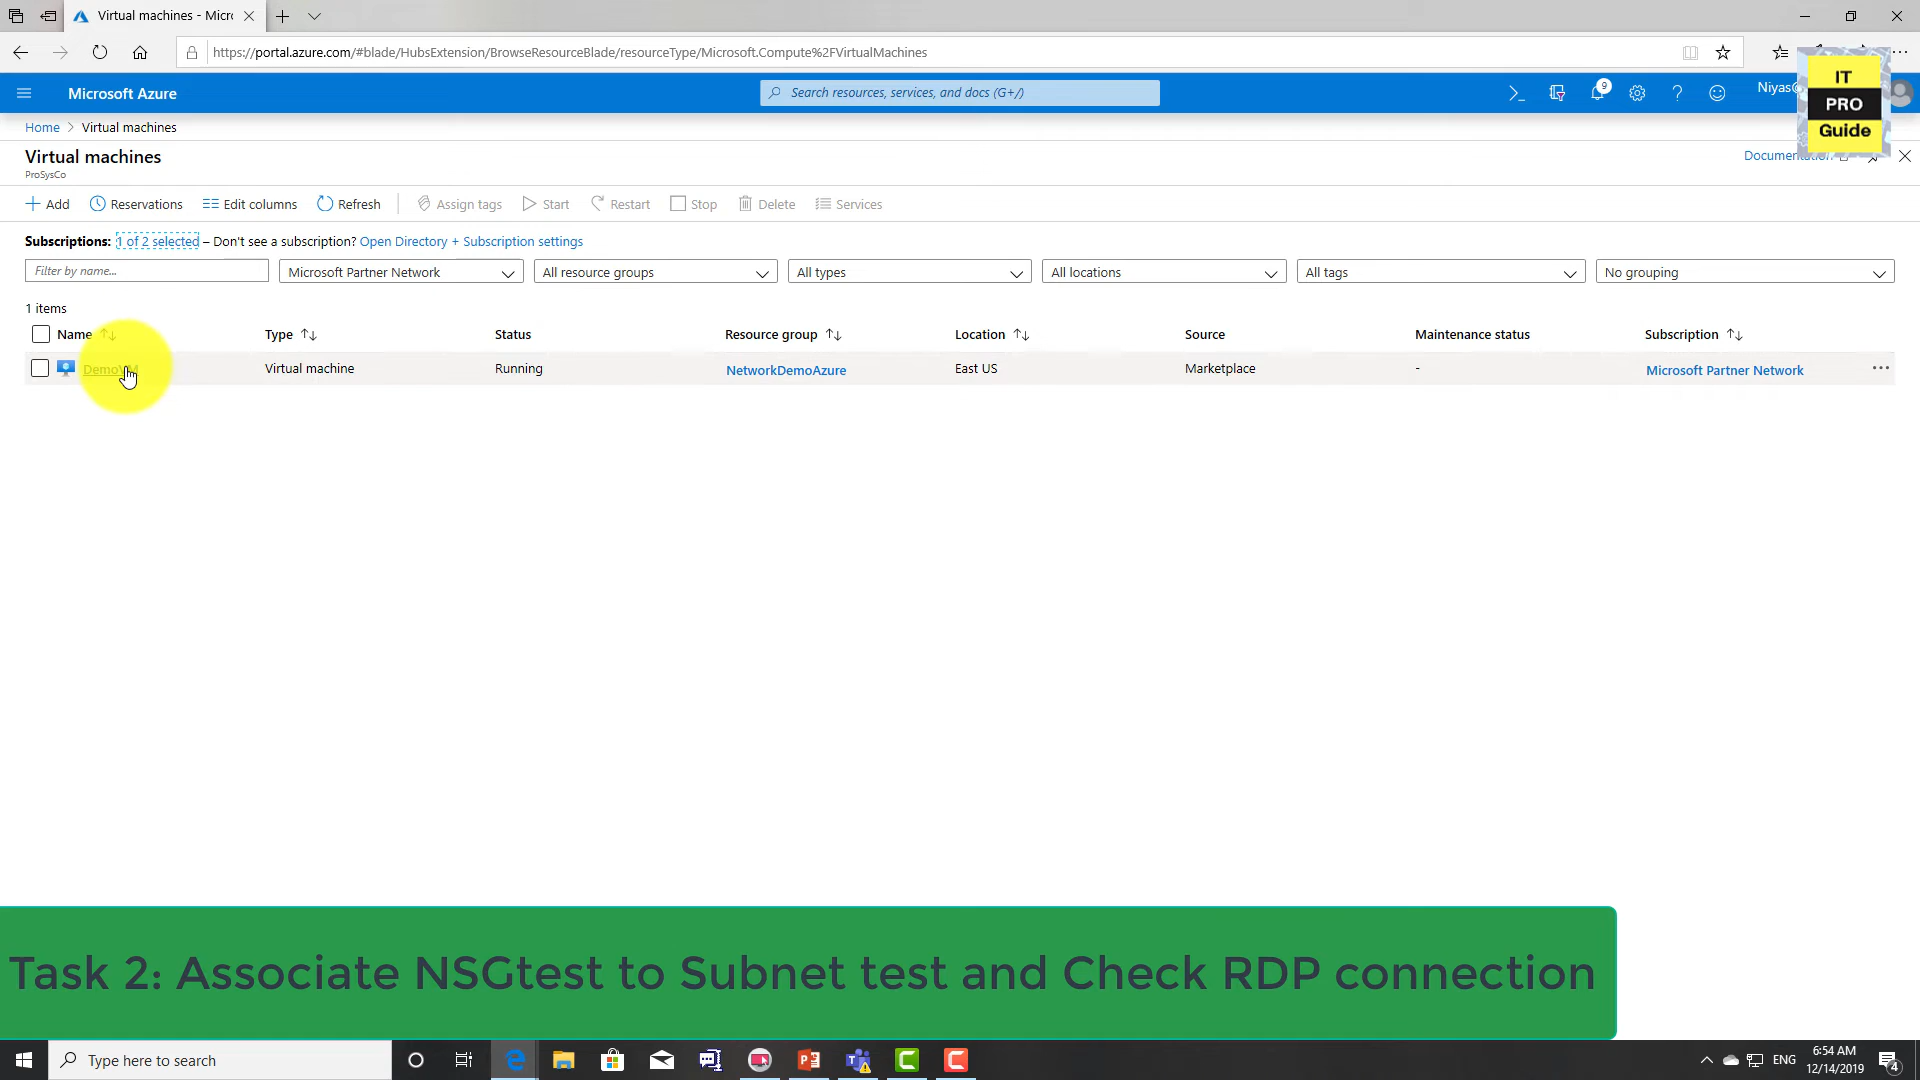 Virtual machines - Micr
https://portal.azure.com/#blade/HubsExtension/BrowseResourceBlade/resourceType/Microsoft.Compute%2FVirtualMachines
Microsoft Azure
Search resources, services, and docs (G+/)
9
Niyas@
IT
PRO
Guide
Home > Virtual machines
Virtual machines
ProSysCo
Documentation
Add
Reservations
Edit columns
Refresh
Assign tags
Start
Restart
Stop
Delete
Services
Subscriptions: 1 of 2 selected – Don't see a subscription? Open Directory + Subscription settings
Filter by name...
Microsoft Partner Network
All resource groups
All types
All locations
All tags
No grouping
1 items
Name
Type
Status
Resource group
Location
Source
Maintenance status
Subscription
DemoVM
Virtual machine
Running
NetworkDemoAzure
East US
Marketplace
-
Microsoft Partner Network
Task 2: Associate NSGtest to Subnet test and Check RDP connection
Type here to search
ENG
6:54 AM
12/14/2019
4